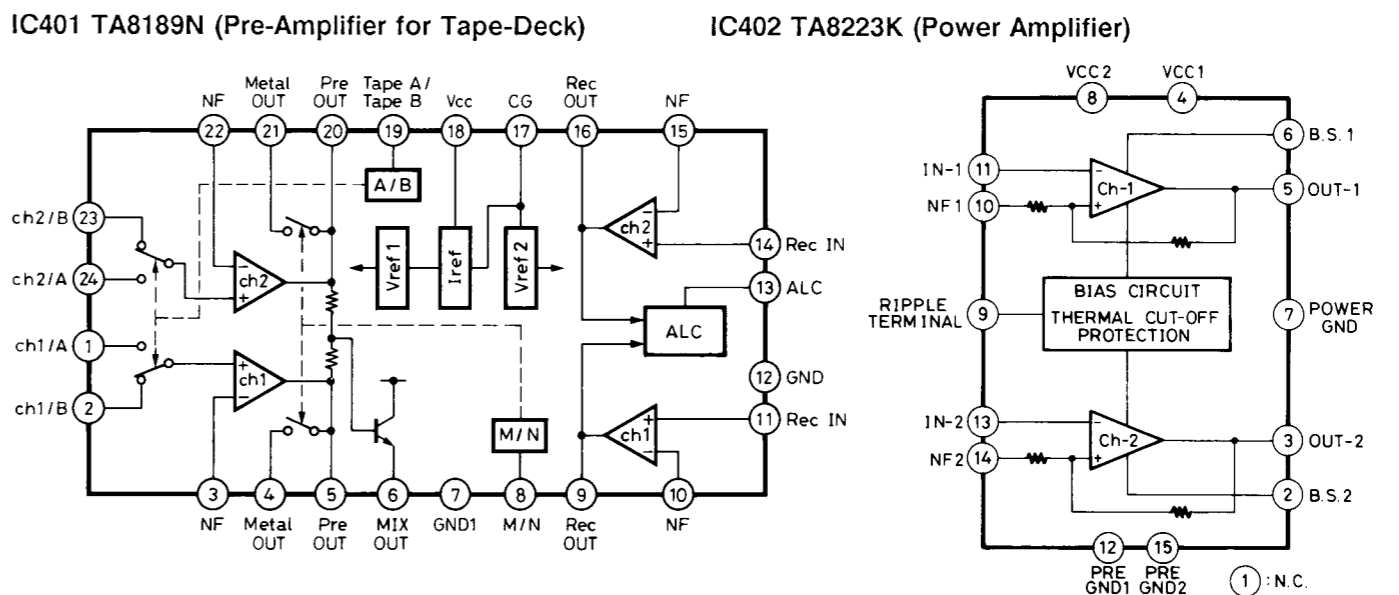 IC401 TA8189N (Pre-Amplifier for Tape-Deck)
NF
Metal
OUT
Pre
OUT
Tape A/
Tape B
Vcc
CG
Rec
OUT
NF
22
21
20
19
18
17
16
15
A/B
ch2/B
23
ch2/A
24
ch1/A
1
ch1/B
2
- ch2 +
+ ch1 -
Vref 1
Iref
Vref 2
- ch2 +
+ ch1 -
14
Rec IN
13
ALC
ALC
12
GND
11
Rec IN
M/N
3
4
5
6
7
8
9
10
NF
Metal
OUT
Pre
OUT
MIX
OUT
GND1
M/N
Rec
OUT
NF
IC402 TA8223K (Power Amplifier)
VCC2
VCC1
8
4
6
B.S.1
IN-1
11
- Ch-1 +
5
OUT-1
NF1
10
BIAS CIRCUIT
THERMAL CUT-OFF
PROTECTION
RIPPLE
TERMINAL
9
7
POWER
GND
IN-2
13
- Ch-2 +
3
OUT-2
NF2
14
2
B.S.2
12
15
PRE
GND1
PRE
GND2
1 : N.C.